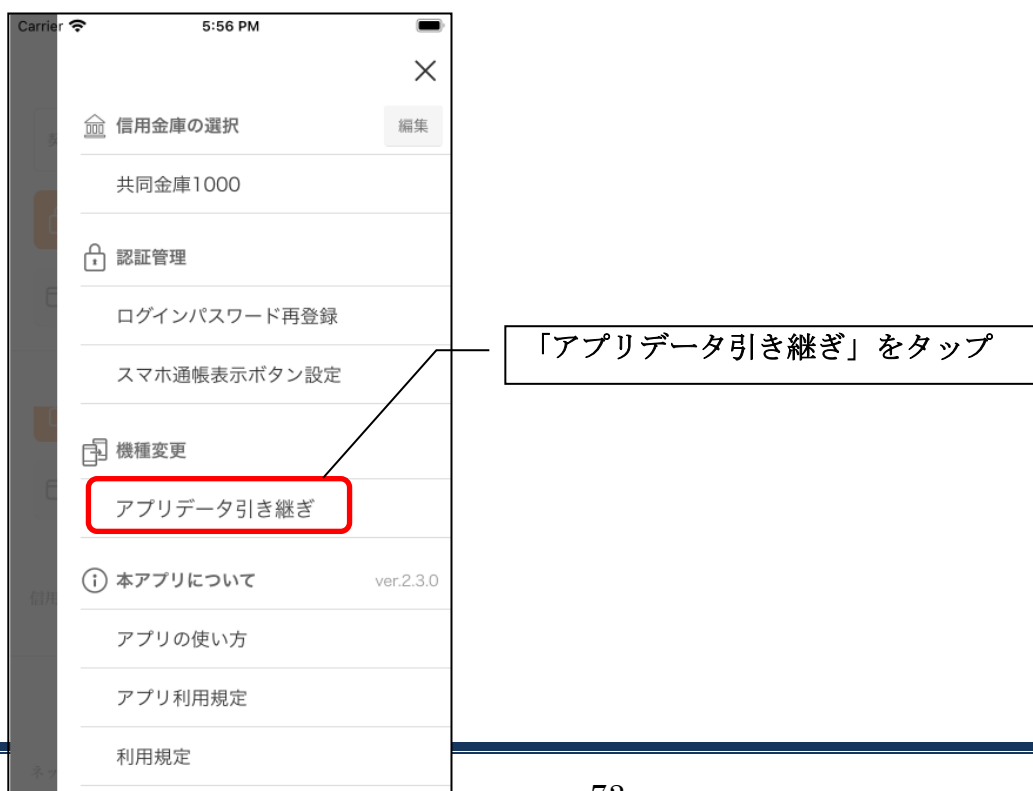 Carrier 5:56 PM
信用金庫の選択 編集
共同金庫1000
認証管理
ログインパスワード再登録
スマホ通帳表示ボタン設定
機種変更
アプリデータ引き継ぎ
「アプリデータ引き継ぎ」をタップ
本アプリについて ver.2.3.0
信用
アプリの使い方
アプリ利用規定
利用規定
ネッ